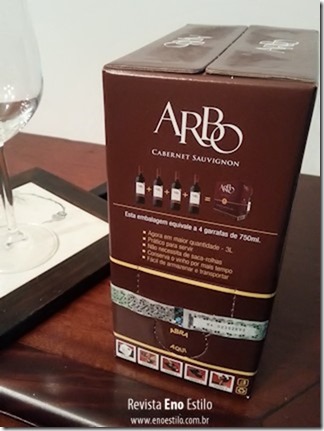 ARBO
CABERNET SAUVIGNON
ARBO
Esta embalagem equivale a 4 garrafas de 750ml.
Agora em maior quantidade - 3L
Prático para servir
Não necessita de saca-rolhas
Conserva o vinho por mais tempo
Fácil de armazenar e transportar
ABRA
AQUI
Revista Eno Estilo
www.enoestilo.com.br